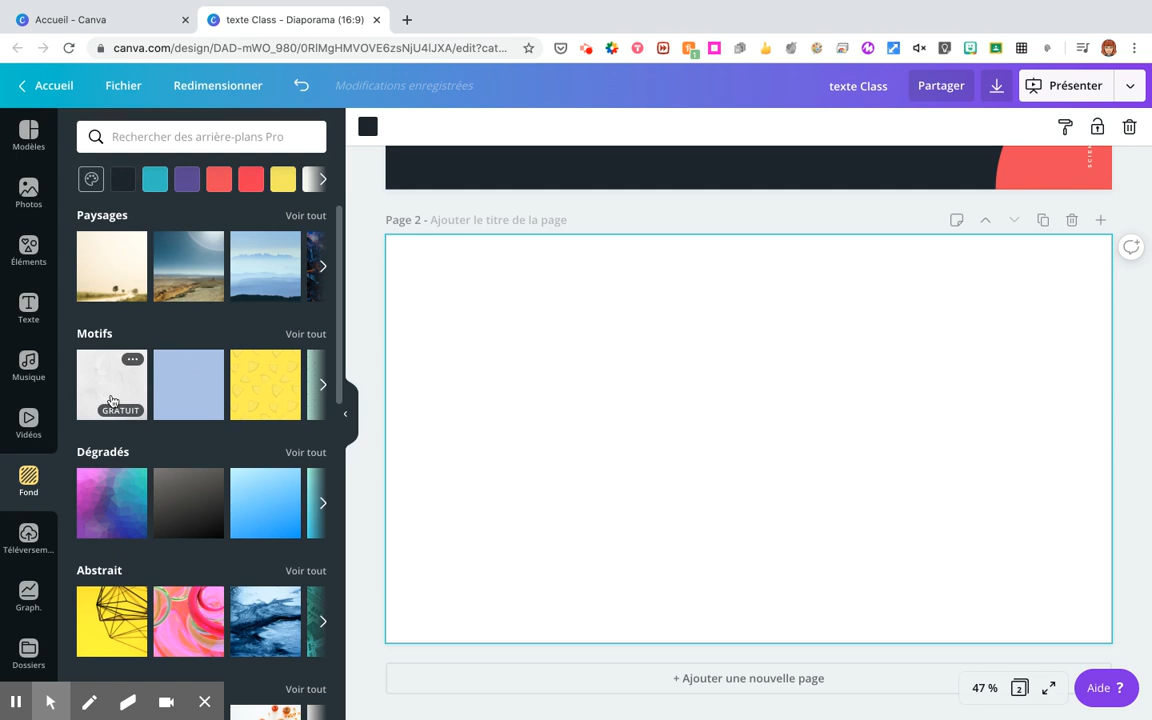 Accueil - Canva
texte Class - Diaporama (16:9)
canva.com/design/DAD-mWO_980/0RlMgHMVOVE6zsNjU4lJXA/edit?cat...
Accueil
Fichier
Redimensionner
Modifications enregistrées
texte Class
Partager
Présenter
Modèles
Photos
Éléments
Texte
Musique
Vidéos
Fond
Téléversem...
Graph.
Dossiers
Rechercher des arrière-plans Pro
Paysages
Voir tout
Motifs
Voir tout
GRATUIT
Dégradés
Voir tout
Abstrait
Voir tout
Voir tout
SCIEN
Page 2 - Ajouter le titre de la page
+ Ajouter une nouvelle page
47 %
2
Aide ?
1